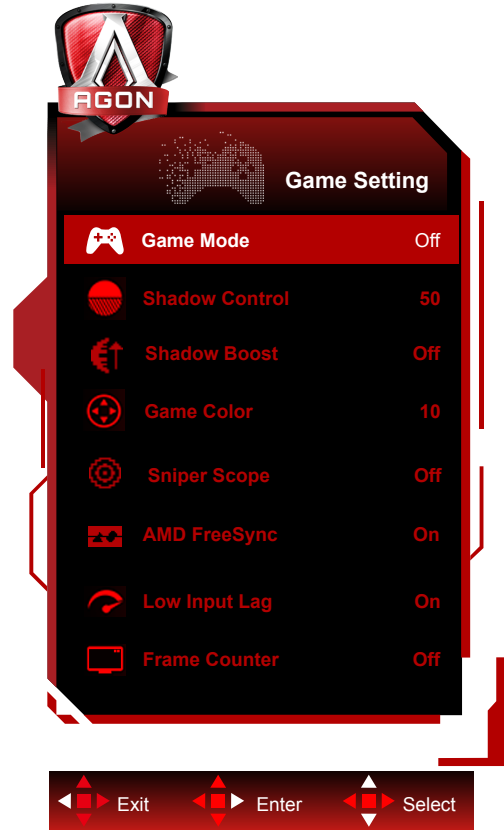 AGON
Game Setting
Game Mode Off
Shadow Control 50
Shadow Boost Off
Game Color 10
Sniper Scope Off
AMD FreeSync On
Low Input Lag On
Frame Counter Off
Exit Enter Select